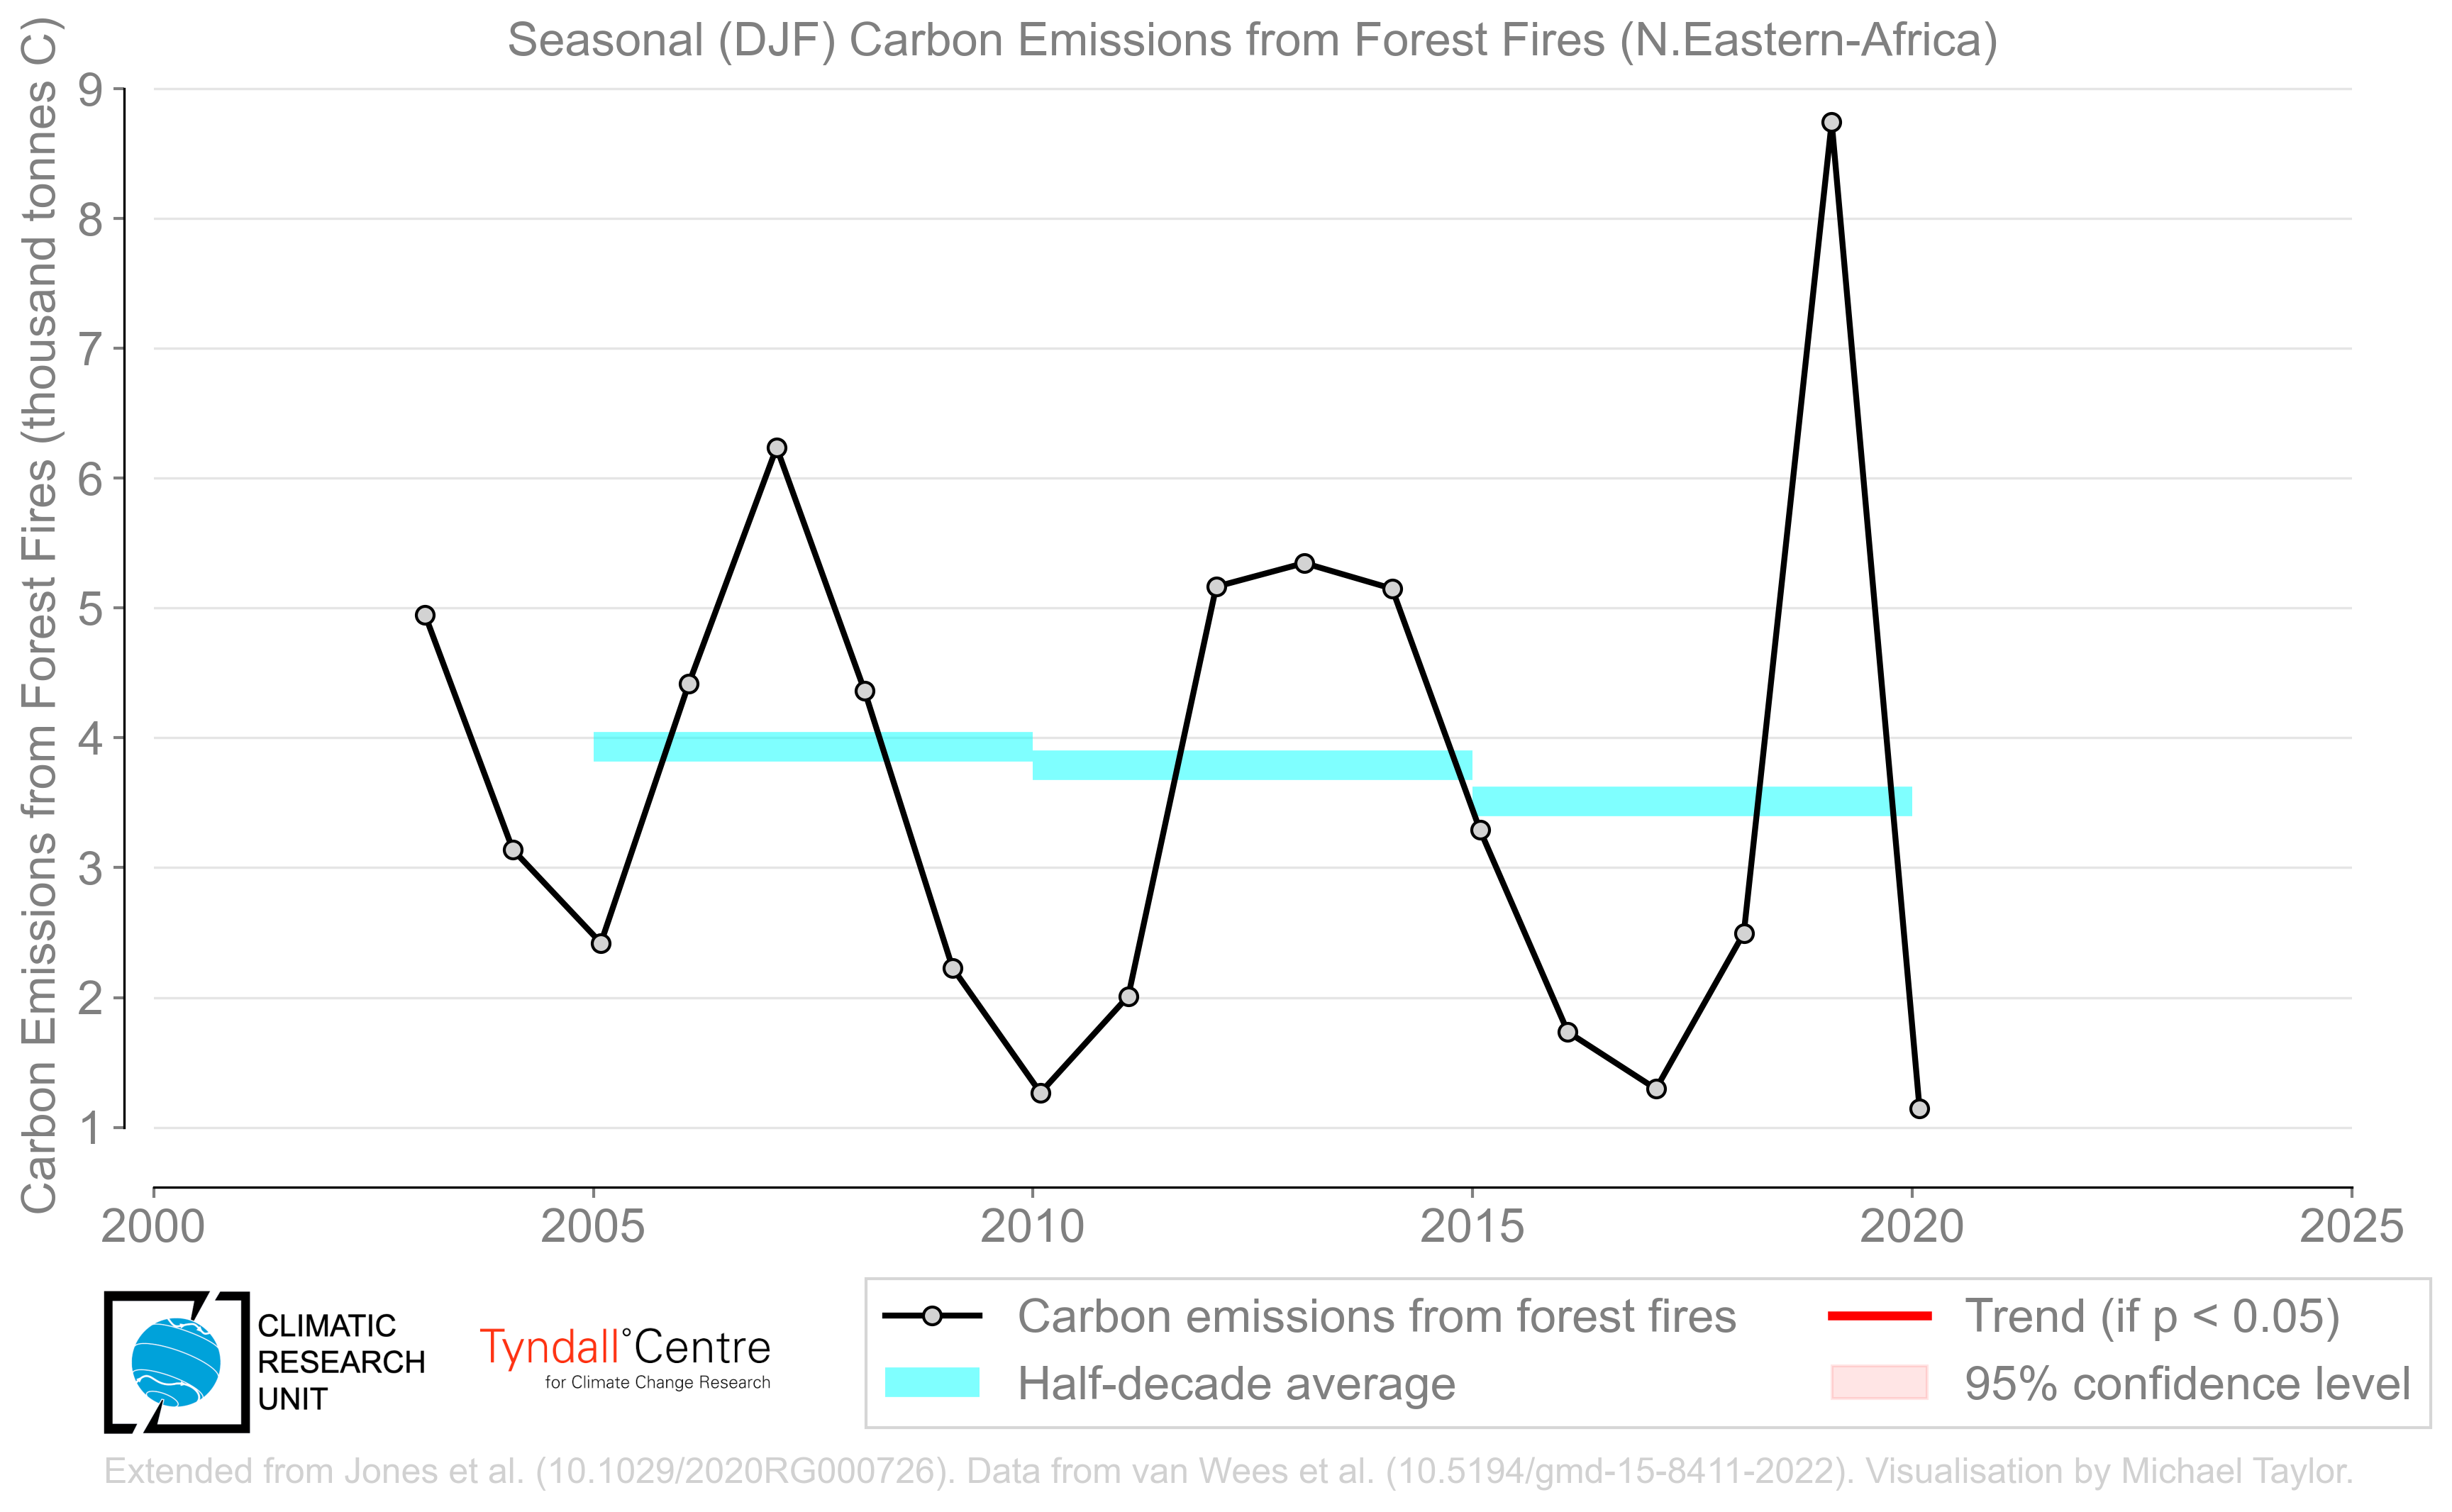 Seasonal (DJF) Carbon Emissions from Forest Fires (N.Eastern-Africa)
Carbon Emissions from Forest Fires (thousand tonnes C)
9
8
7
6
5
4
3
2
1
2000 2005 2010 2015 2020 2025
Carbon emissions from forest fires
Trend (if p < 0.05)
Half-decade average
95% confidence level
CLIMATIC
RESEARCH
UNIT
Tyndall°Centre
for Climate Change Research
Extended from Jones et al. (10.1029/2020RG000726). Data from van Wees et al. (10.5194/gmd-15-8411-2022). Visualisation by Michael Taylor.